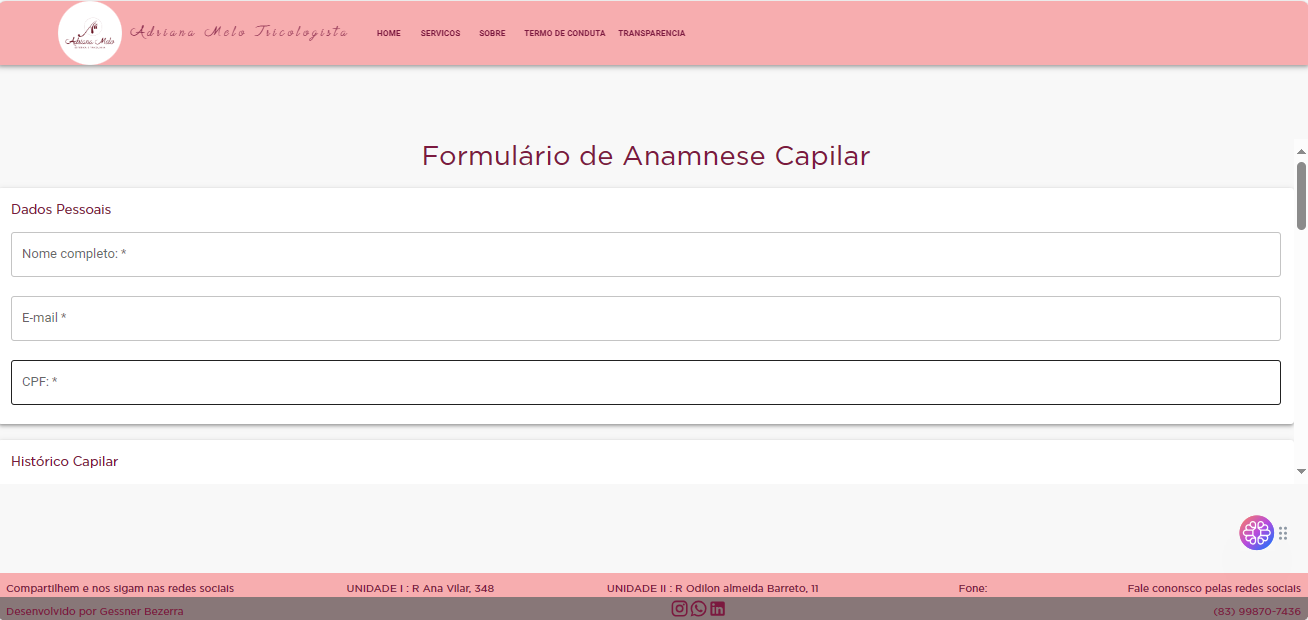 Adriana Melo
Adriana Melo Tricologista
HOME SERVICOS SOBRE TERMO DE CONDUTA TRANSPARENCIA
Formulário de Anamnese Capilar
Dados Pessoais
Nome completo: *
E-mail *
CPF: *
Histórico Capilar
Compartilhem e nos sigam nas redes sociais UNIDADE I : R Ana Vilar, 348 UNIDADE II : R Odilon almeida Barreto, 11 Fone: Fale cononsco pelas redes sociais
Desenvolvido por Gessner Bezerra (83) 99870-7436